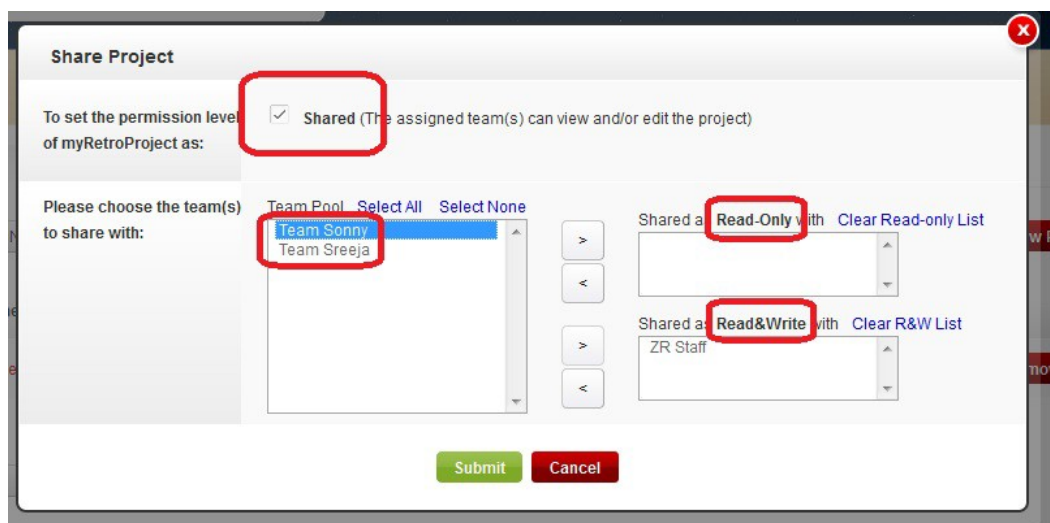 Share Project
To set the permission level
of myRetroProject as:
Shared (The assigned team(s) can view and/or edit the project)
Please choose the team(s)
to share with:
Team Pool Select All Select None
Team Sonny
Team Sreeja
>
<
>
<
Shared as Read-Only with Clear Read-only List
Shared as Read&Write with Clear R&W List
ZR Staff
Submit
Cancel